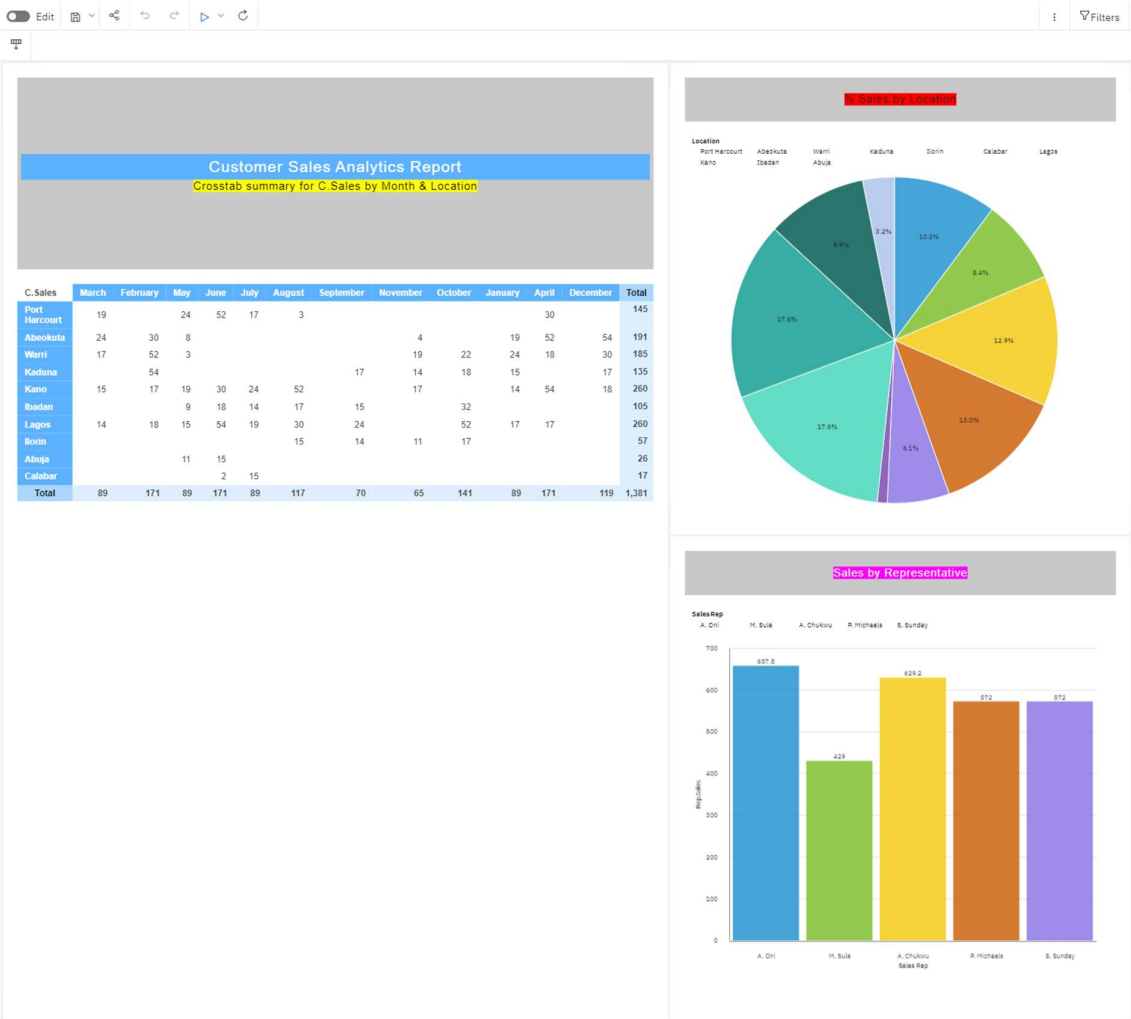 Edit
Filters
Customer Sales Analytics Report
Crosstab summary for C.Sales by Month & Location
C.Sales March February May June July August September November October January April December Total
Port Harcourt 19 24 52 17 3 30 145
Abeokuta 24 30 8 4 19 52 54 191
Warri 17 52 3 19 22 24 18 30 185
Kaduna 54 17 14 18 15 17 135
Kano 15 17 19 30 24 52 17 14 54 18 260
Ibadan 9 18 14 17 15 32 105
Lagos 14 18 15 54 19 30 24 52 17 17 260
Ilorin 15 14 11 17 57
Abuja 11 15 26
Calabar 2 15 17
Total 89 171 89 171 89 117 70 65 141 89 171 119 1,381
% Sales by Location
Location
Port Harcourt Abeokuta Warri Kaduna Ilorin Calabar Lagos
Kano Ibadan Abuja
3.2%
10.2%
9.9%
8.4%
17.6%
12.9%
13.0%
17.6%
6.1%
Sales by Representative
Sales Rep
A. Oni M. Sule A. Chukwu P. Michaels S. Sunday
700
657.8
629.2
600
572
572
500
429
400
Rep.Sales
300
200
100
0
A. Oni M. Sule A. Chukwu P. Michaels S. Sunday
Sales Rep